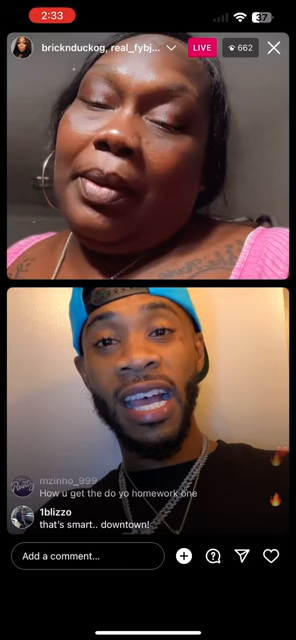 2:33
37
bricknduckog, real_fybj...
LIVE
662
mzinho_999
How u get the do yo homework one
1blizzo
that's smart.. downtown!
Add a comment...